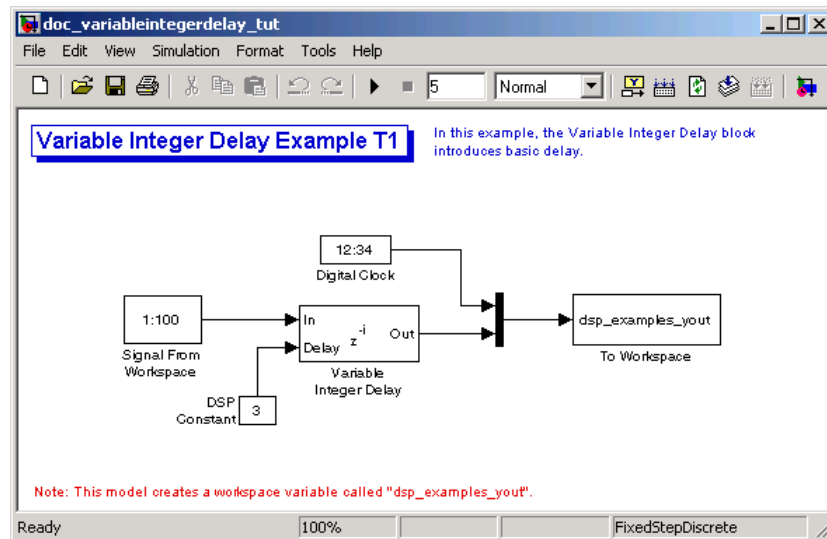 doc_variableintegerdelay_tut
File Edit View Simulation Format Tools Help
5 Normal
Variable Integer Delay Example T1
In this example, the Variable Integer Delay block
introduces basic delay.
12:34
Digital Clock
1:100
Signal From
Workspace
In
Delay
z
-i
Out
Variable
Integer Delay
dsp_examples_yout
To Workspace
DSP
Constant
3
Note: This model creates a workspace variable called "dsp_examples_yout".
Ready 100% FixedStepDiscrete